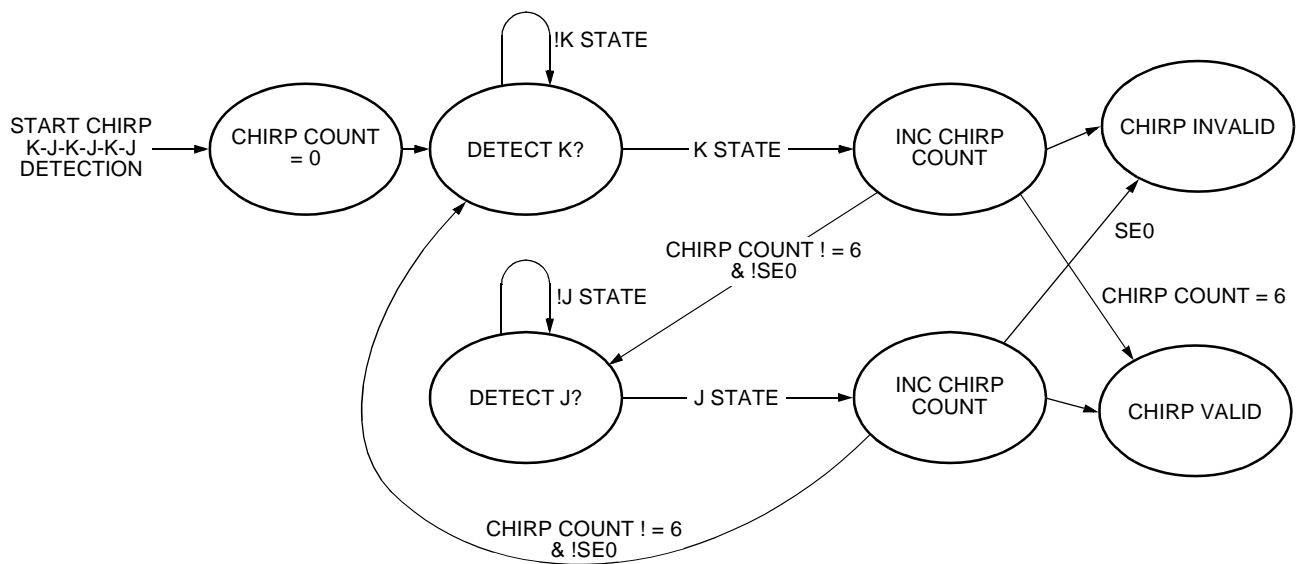 !K STATE
START CHIRP
K-J-K-J-K-J
DETECTION
CHIRP COUNT
= 0
DETECT K?
K STATE
INC CHIRP
COUNT
CHIRP INVALID
SE0
CHIRP COUNT ! = 6
& !SE0
!J STATE
CHIRP COUNT = 6
DETECT J?
J STATE
INC CHIRP
COUNT
CHIRP VALID
CHIRP COUNT ! = 6
& !SE0